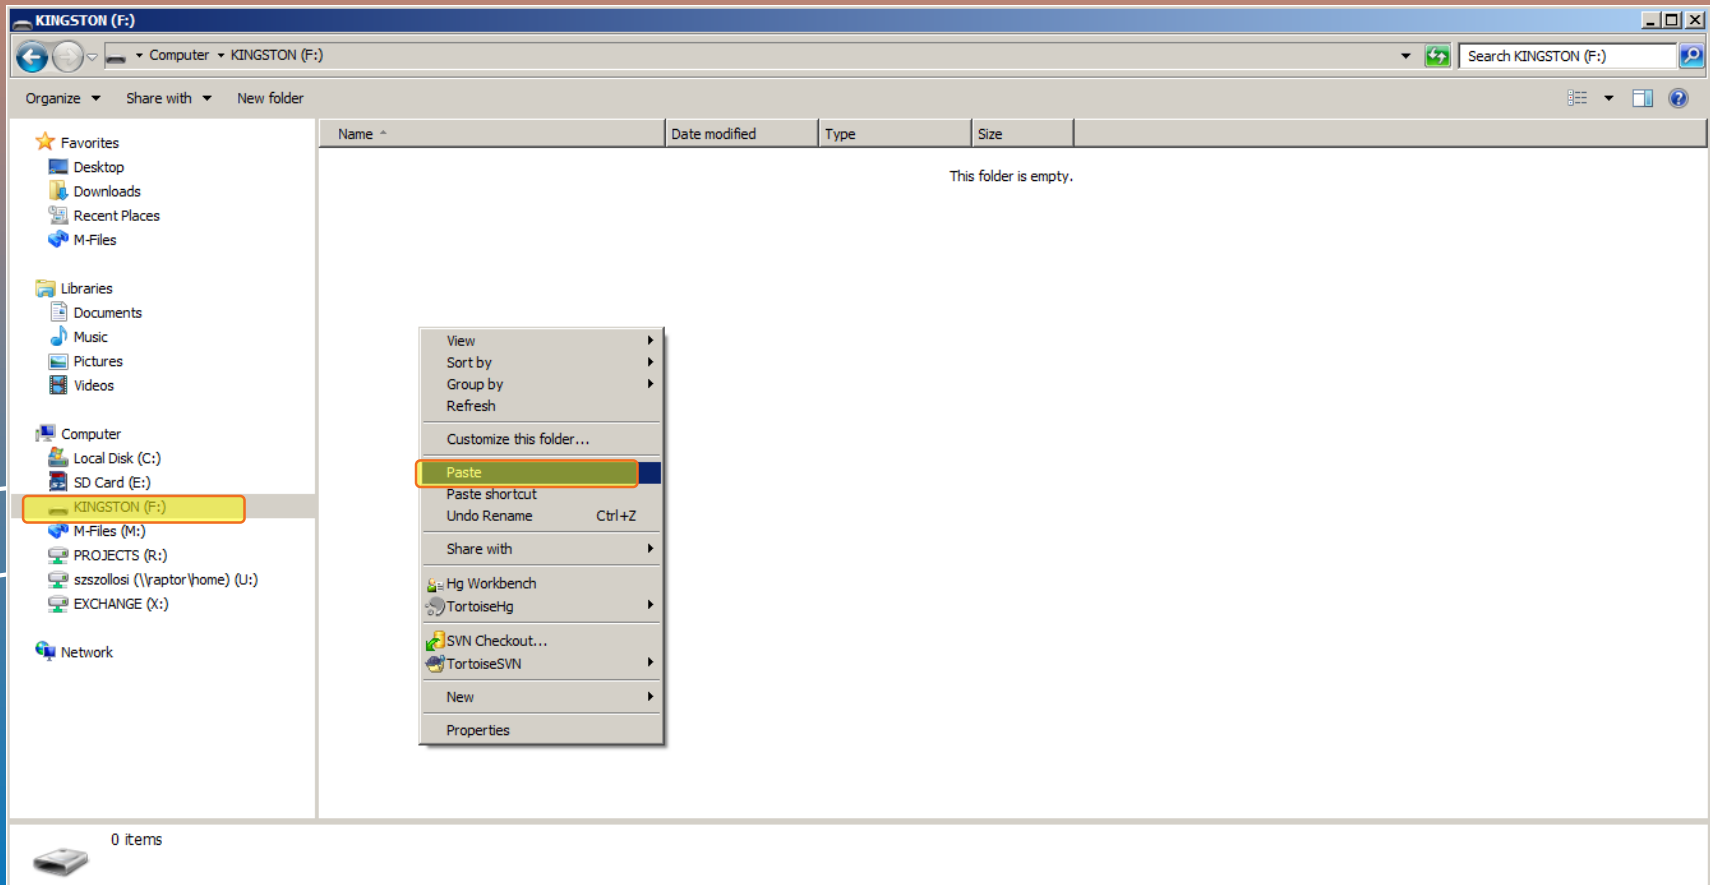 KINGSTON (F:)
Computer KINGSTON (F:)
Search KINGSTON (F:)
Organize Share with New folder
Name Date modified Type Size
This folder is empty.
Favorites
Desktop
Downloads
Recent Places
M-Files
Libraries
Documents
Music
Pictures
Videos
Computer
Local Disk (C:)
SD Card (E:)
KINGSTON (F:)
M-Files (M:)
PROJECTS (R:)
szszollosi (\\raptor\home) (U:)
EXCHANGE (X:)
Network
View
Sort by
Group by
Refresh
Customize this folder...
Paste
Paste shortcut
Undo Rename Ctrl+Z
Share with
Hg Workbench
TortoiseHg
SVN Checkout...
TortoiseSVN
New
Properties
0 items